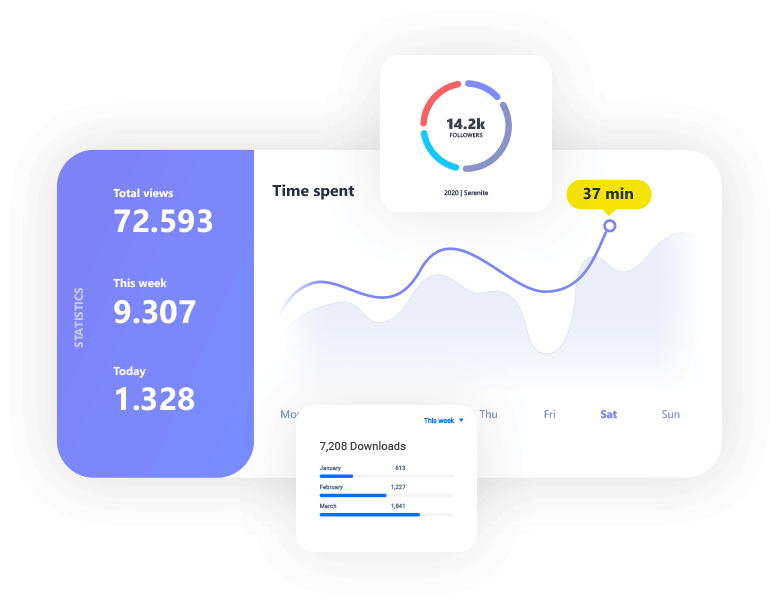 14.2k
FOLLOWERS
2020 | Serenite
STATISTICS
Total views
72.593
This week
9.307
Today
1.328
Time spent
37 min
Thu Fri Sat Sun
This week
7,208 Downloads
January 613
February 1,227
March 1,841